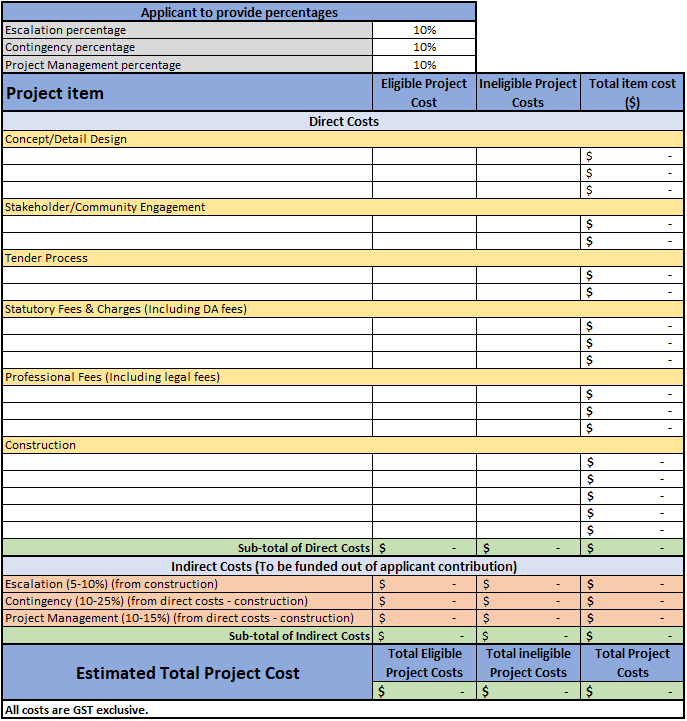 Applicant to provide percentages
Escalation percentage 10%
Contingency percentage 10%
Project Management percentage 10%
Project item Eligible Project Cost Ineligible Project Costs Total item cost ($)
Direct Costs
Concept/Detail Design
$ -
$ -
$ -
Stakeholder/Community Engagement
$ -
$ -
Tender Process
$ -
$ -
Statutory Fees & Charges (Including DA fees)
$ -
$ -
$ -
Professional Fees (Including legal fees)
$ -
$ -
$ -
Construction
$ -
$ -
$ -
$ -
$ -
Sub-total of Direct Costs $ - $ - $ -
Indirect Costs (To be funded out of applicant contribution)
Escalation (5-10%) (from construction) $ - $ - $ -
Contingency (10-25%) (from direct costs - construction) $ - $ - $ -
Project Management (10-15%) (from direct costs - construction) $ - $ - $ -
Sub-total of Indirect Costs $ - $ - $ -
Estimated Total Project Cost Total Eligible Project Costs Total ineligible Project Costs Total Project Costs
$ - $ - $ -
All costs are GST exclusive.